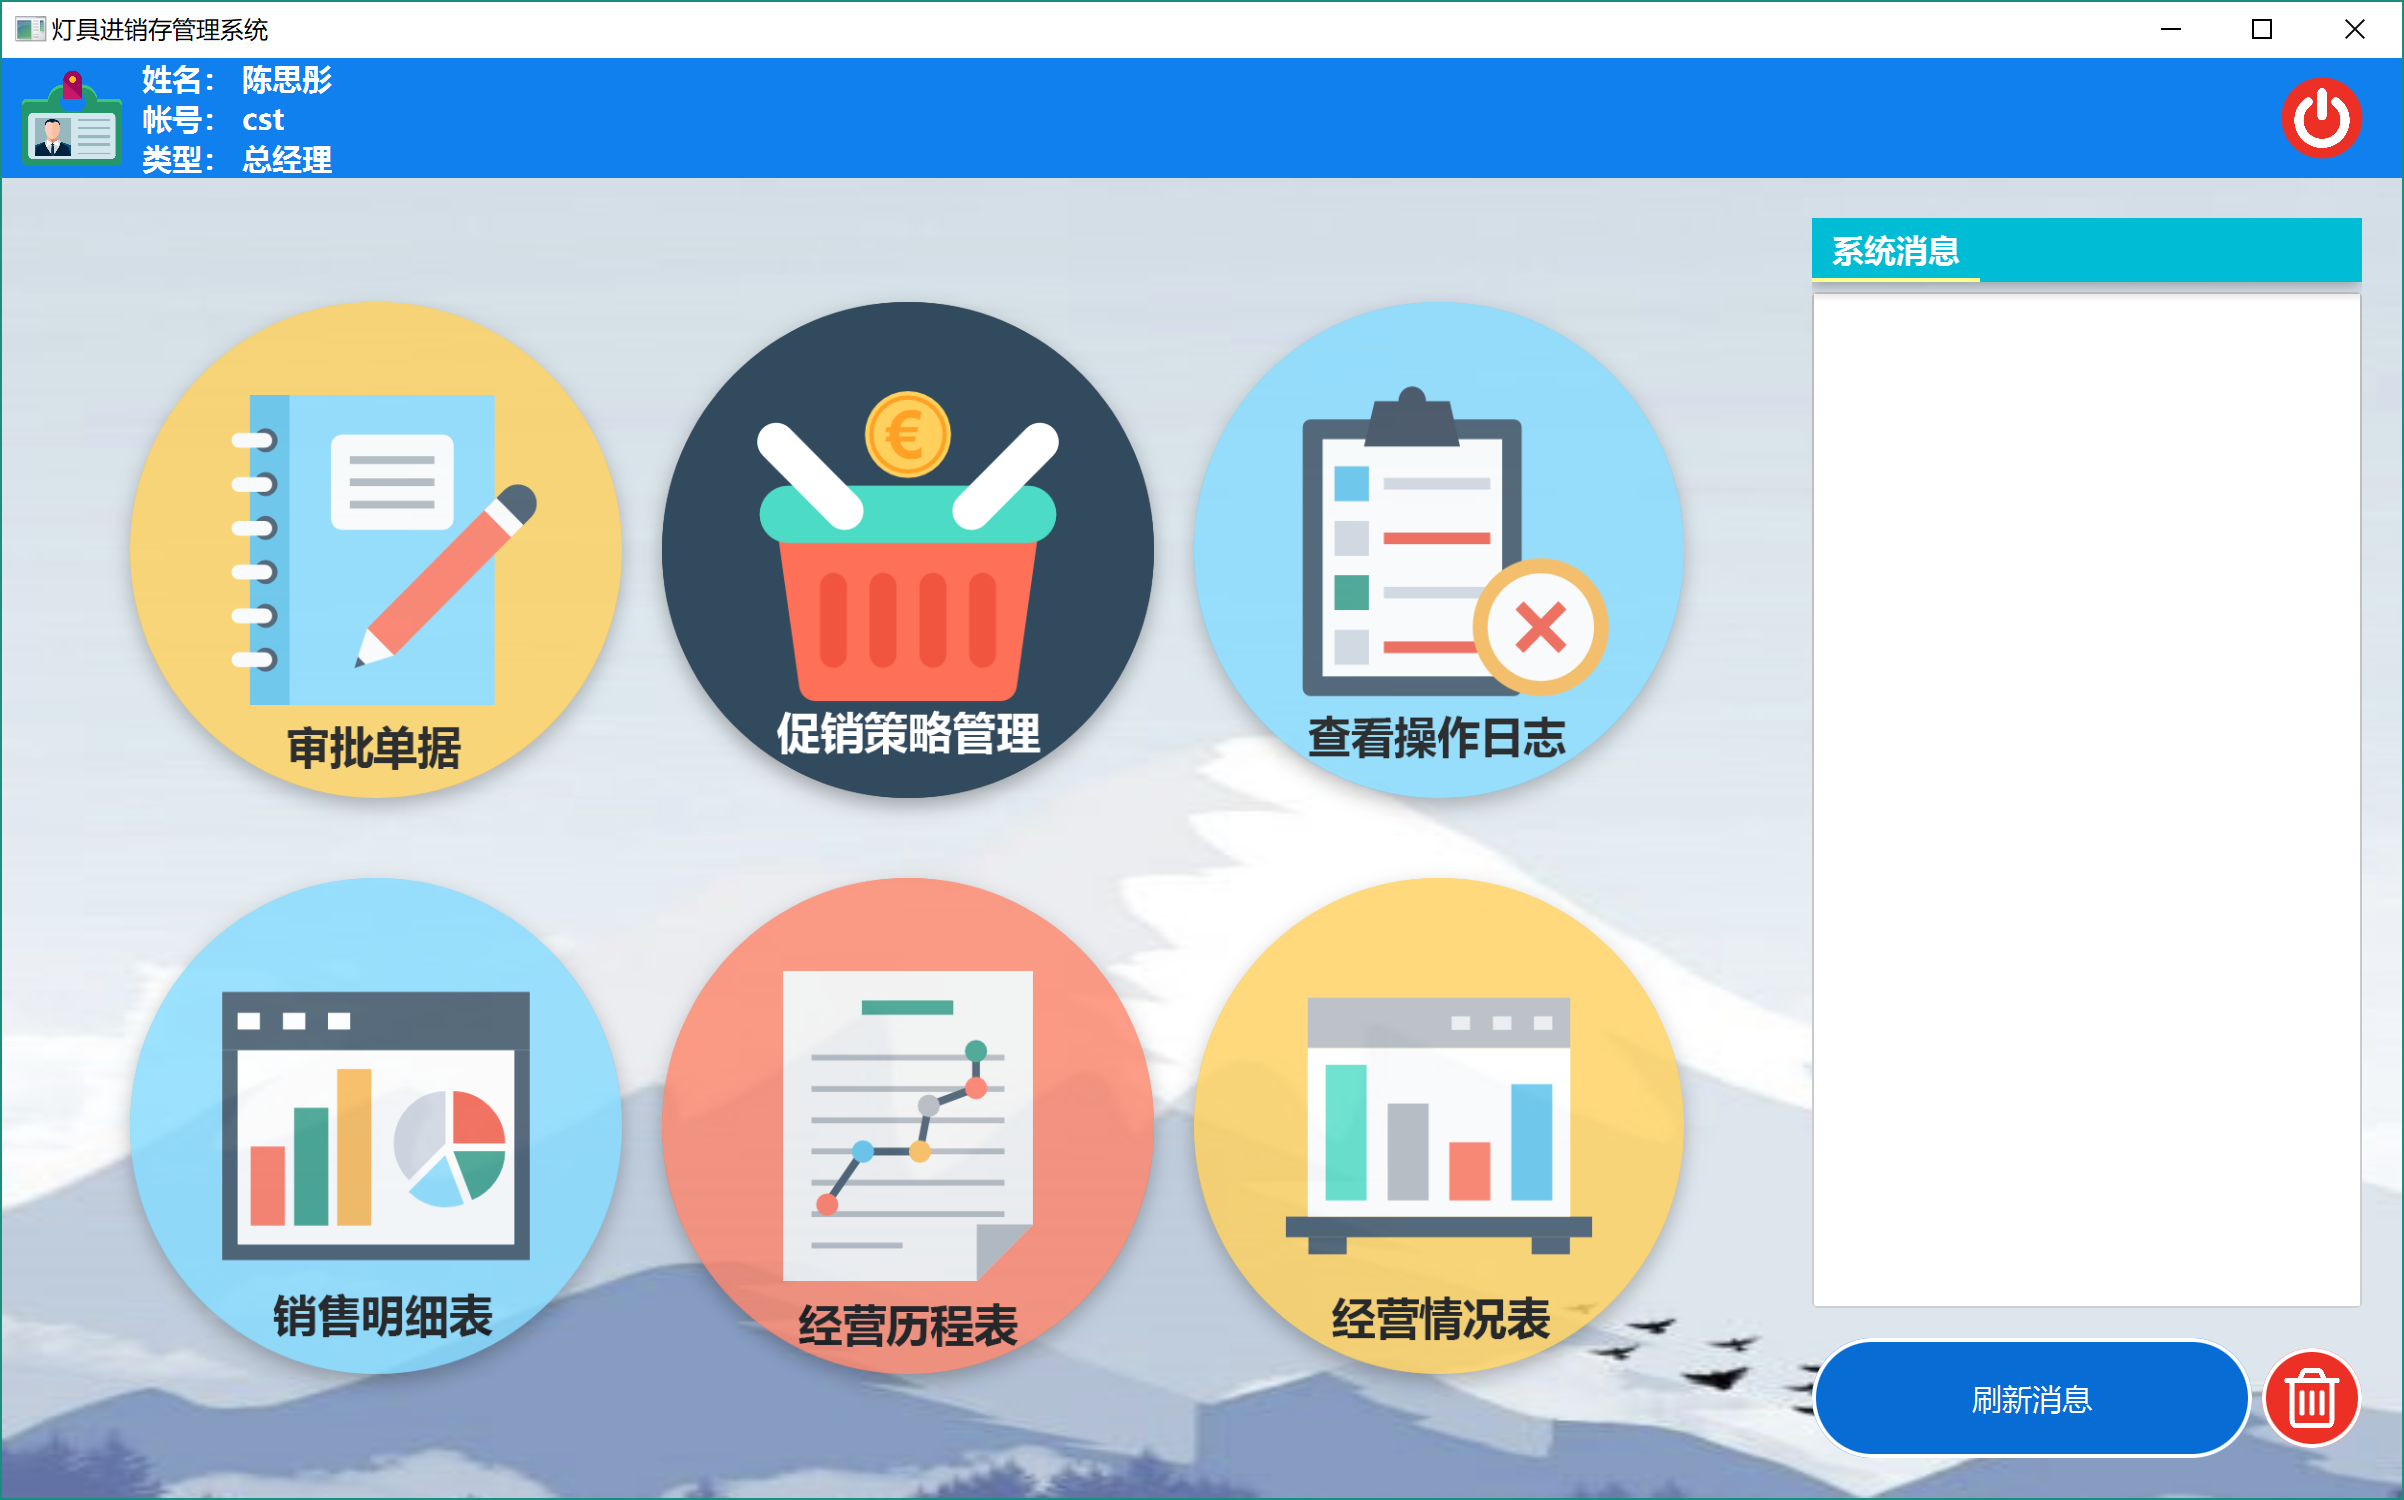 灯具进销存管理系统
姓名： 陈思彤
帐号： cst
类型： 总经理
系统消息
€
审批单据
促销策略管理
查看操作日志
销售明细表
经营历程表
经营情况表
刷新消息